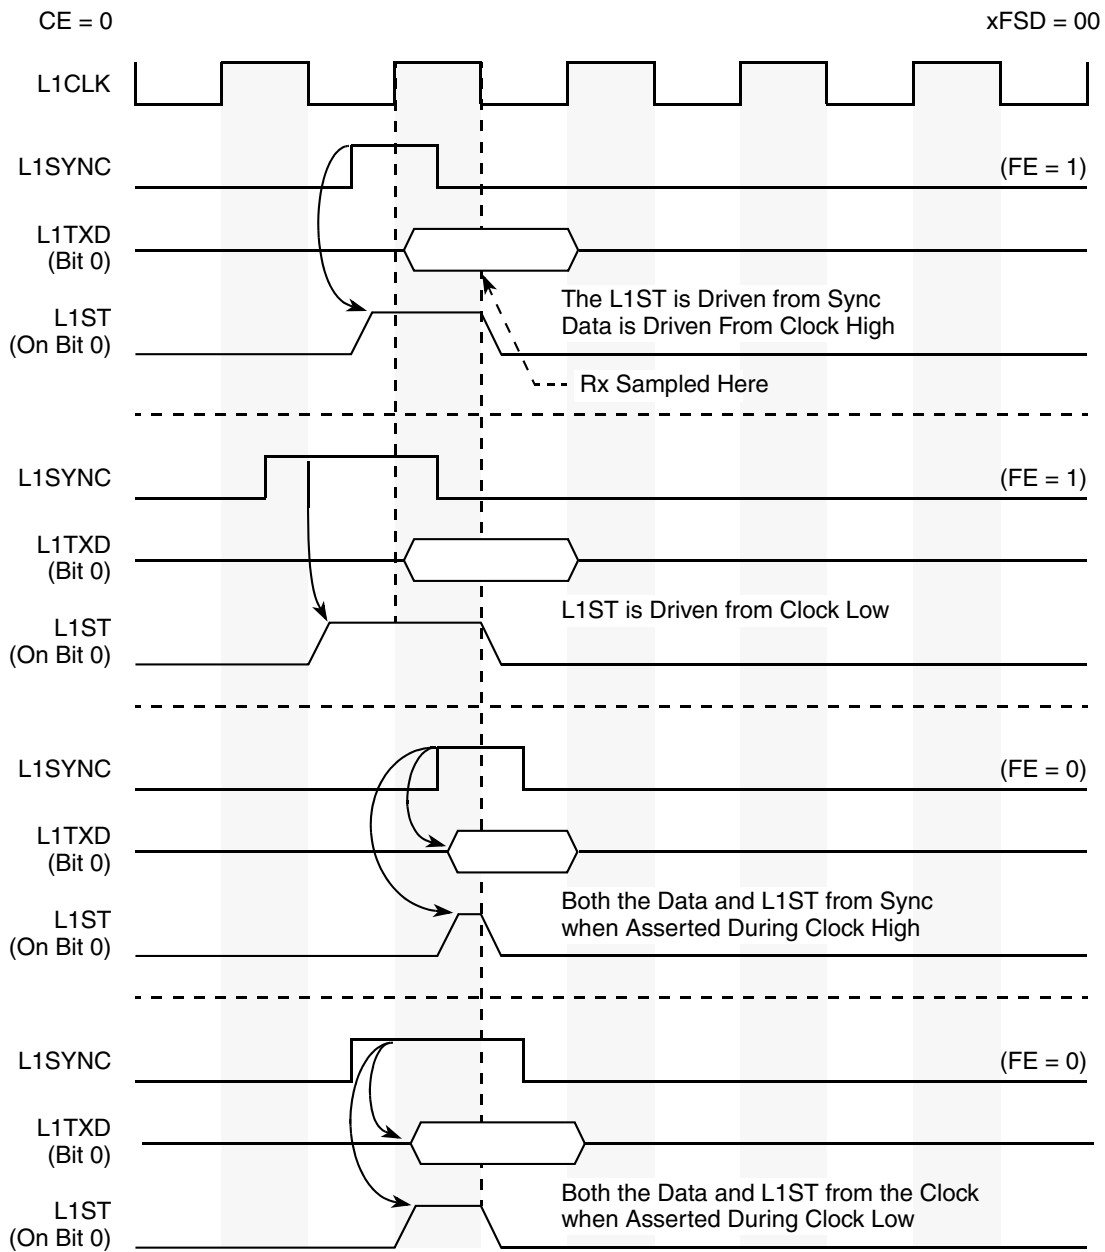 CE = 0
xFSD = 00
L1CLK
L1SYNC
(FE = 1)
L1TXD
(Bit 0)
The L1ST is Driven from Sync
Data is Driven From Clock High
L1ST
(On Bit 0)
Rx Sampled Here
L1SYNC
(FE = 1)
L1TXD
(Bit 0)
L1ST is Driven from Clock Low
L1ST
(On Bit 0)
L1SYNC
(FE = 0)
L1TXD
(Bit 0)
Both the Data and L1ST from Sync
when Asserted During Clock High
L1ST
(On Bit 0)
L1SYNC
(FE = 0)
L1TXD
(Bit 0)
Both the Data and L1ST from the Clock
when Asserted During Clock Low
L1ST
(On Bit 0)